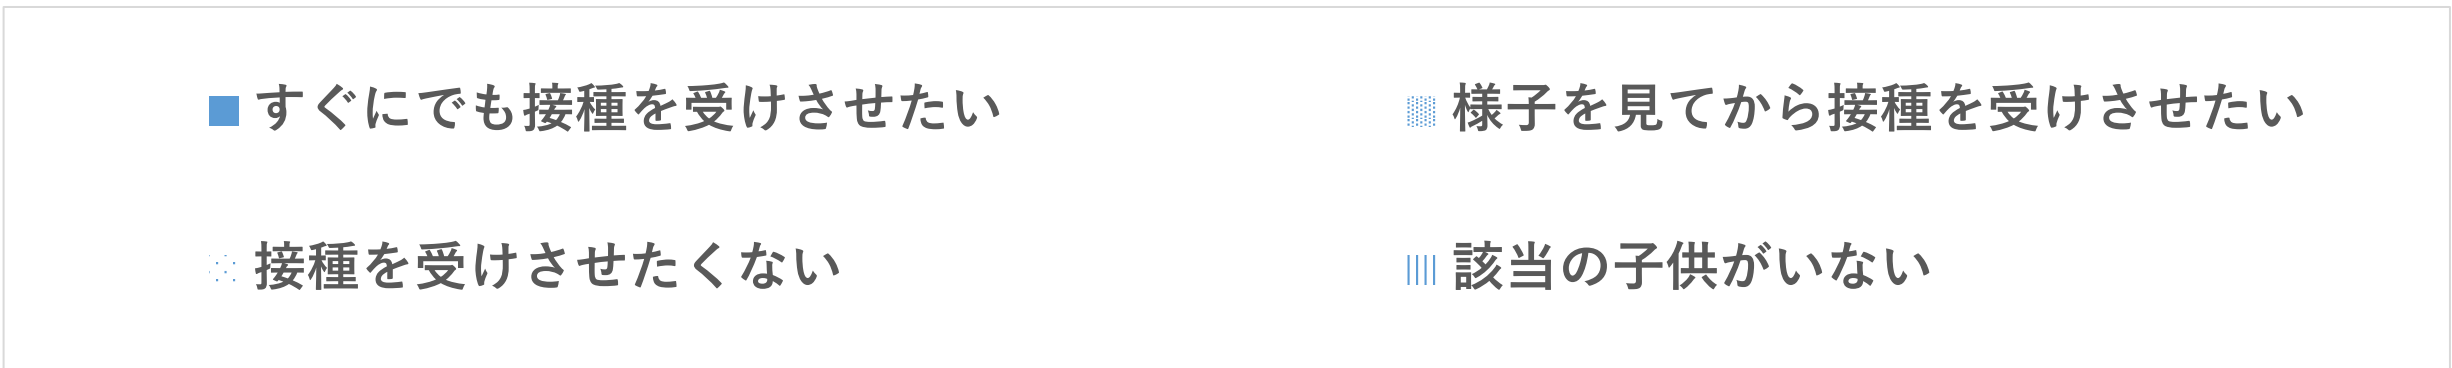 すぐにでも接種を受けさせたい 様子を見てから接種を受けさせたい
接種を受けさせたくない 該当の子供がいない